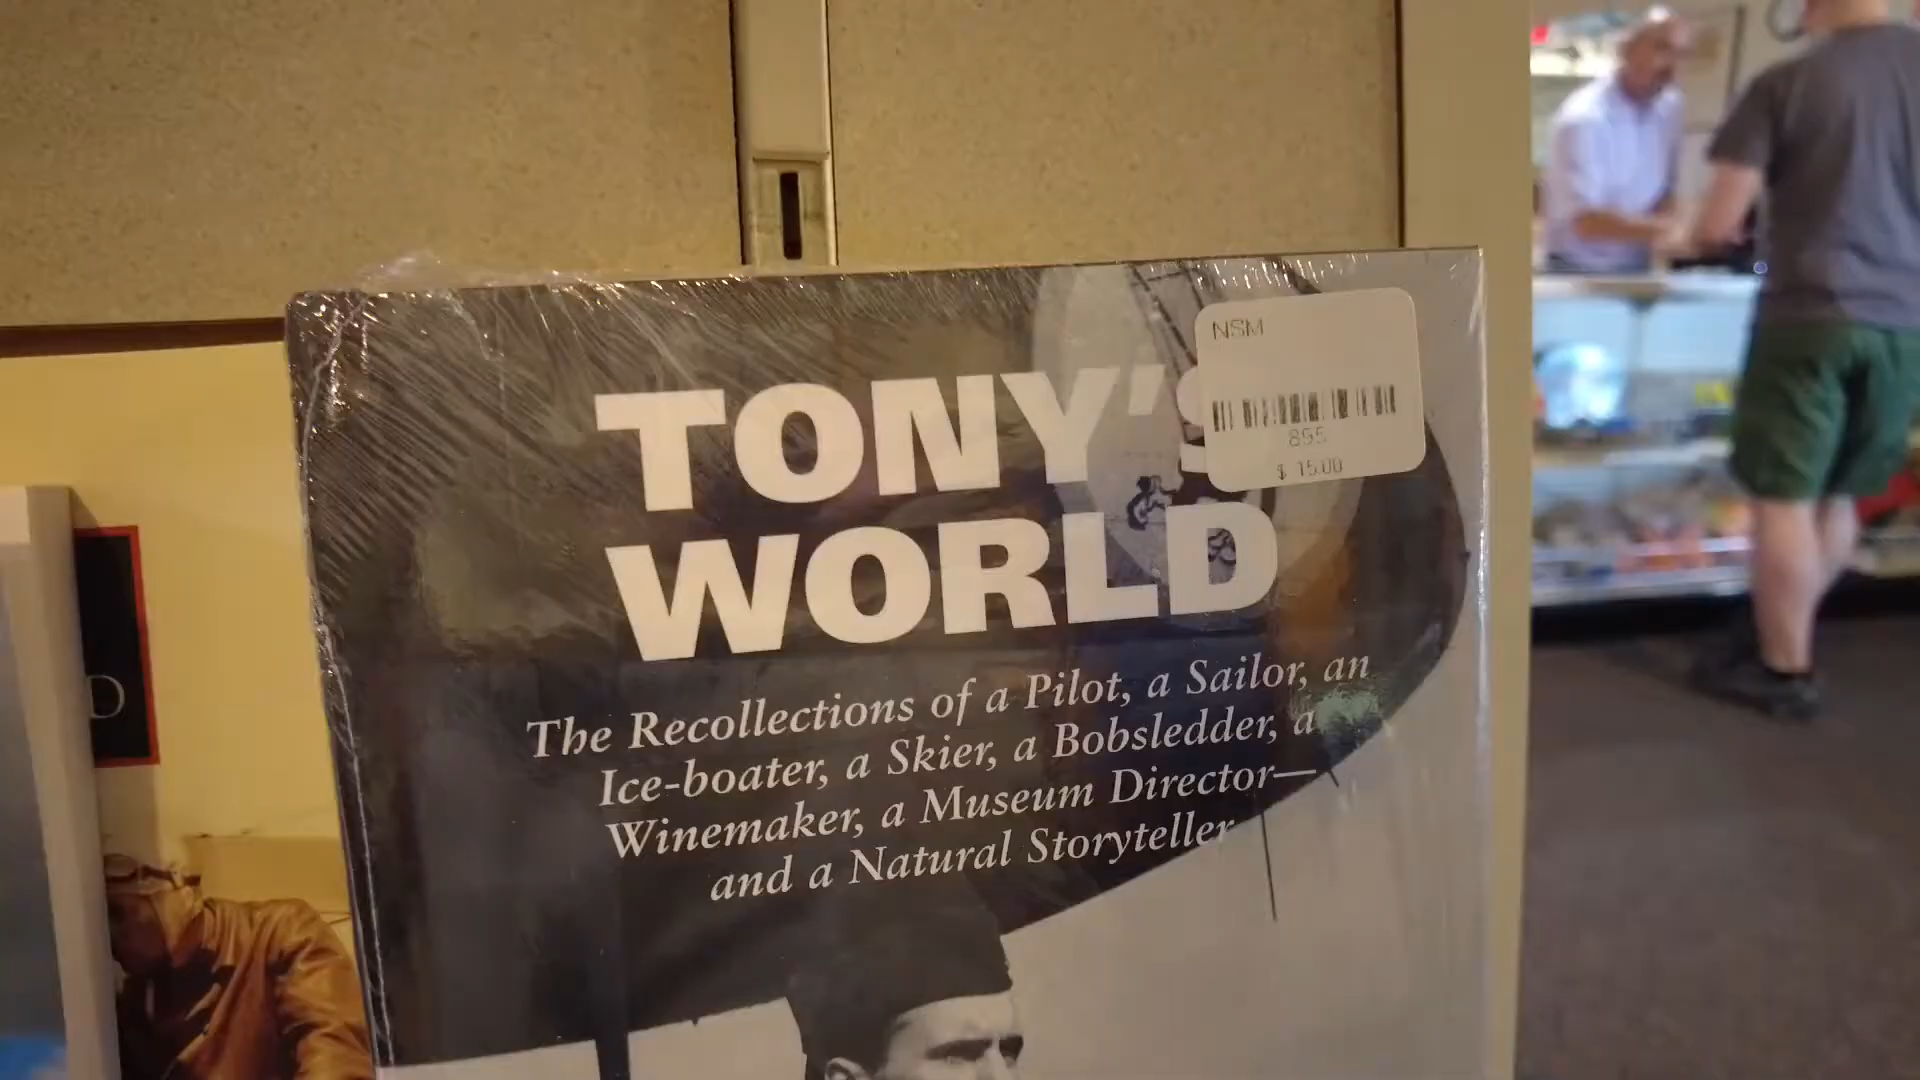 NSM
895
$ 15.00
TONY'S
WORLD
The Recollections of a Pilot, a Sailor, an
Ice-boater, a Skier, a Bobsledder, a
Winemaker, a Museum Director—
and a Natural Storyteller
D